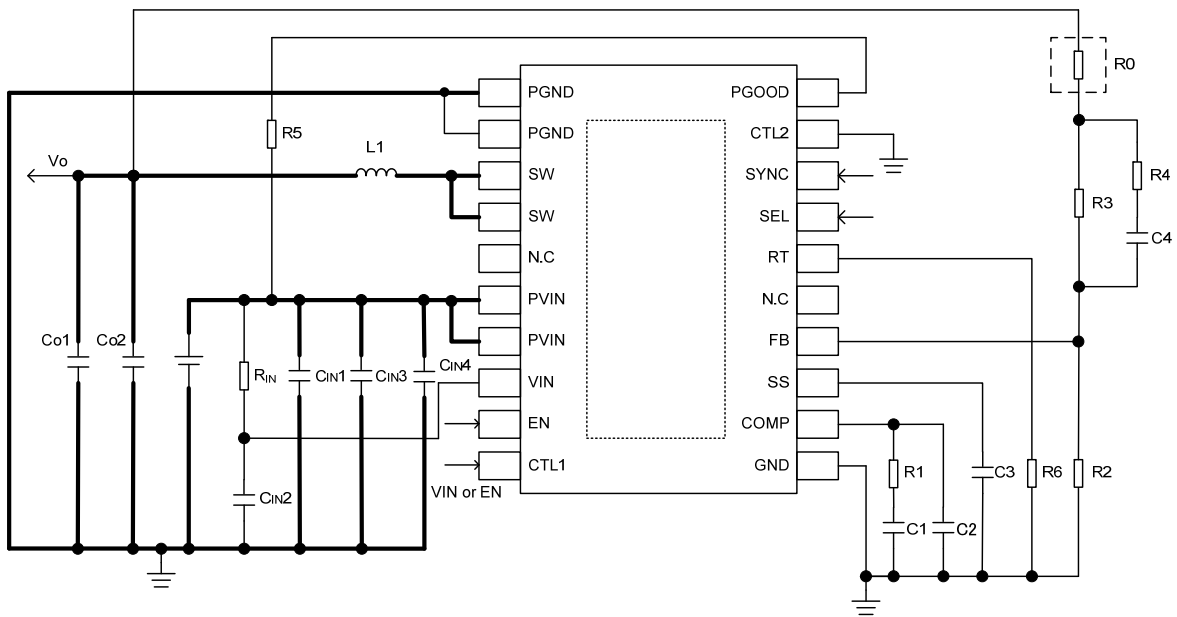 R0
PGND
PGOOD
R5
PGND
CTL2
Vo
L1
SW
SYNC
R4
R3
SW
SEL
C4
N.C
RT
PVIN
N.C
Co1
Co2
PVIN
FB
RIN
CIN1
CIN3
CIN4
VIN
SS
EN
COMP
CTL1
GND
R1
C3
R6
R2
VIN or EN
CIN2
C1
C2